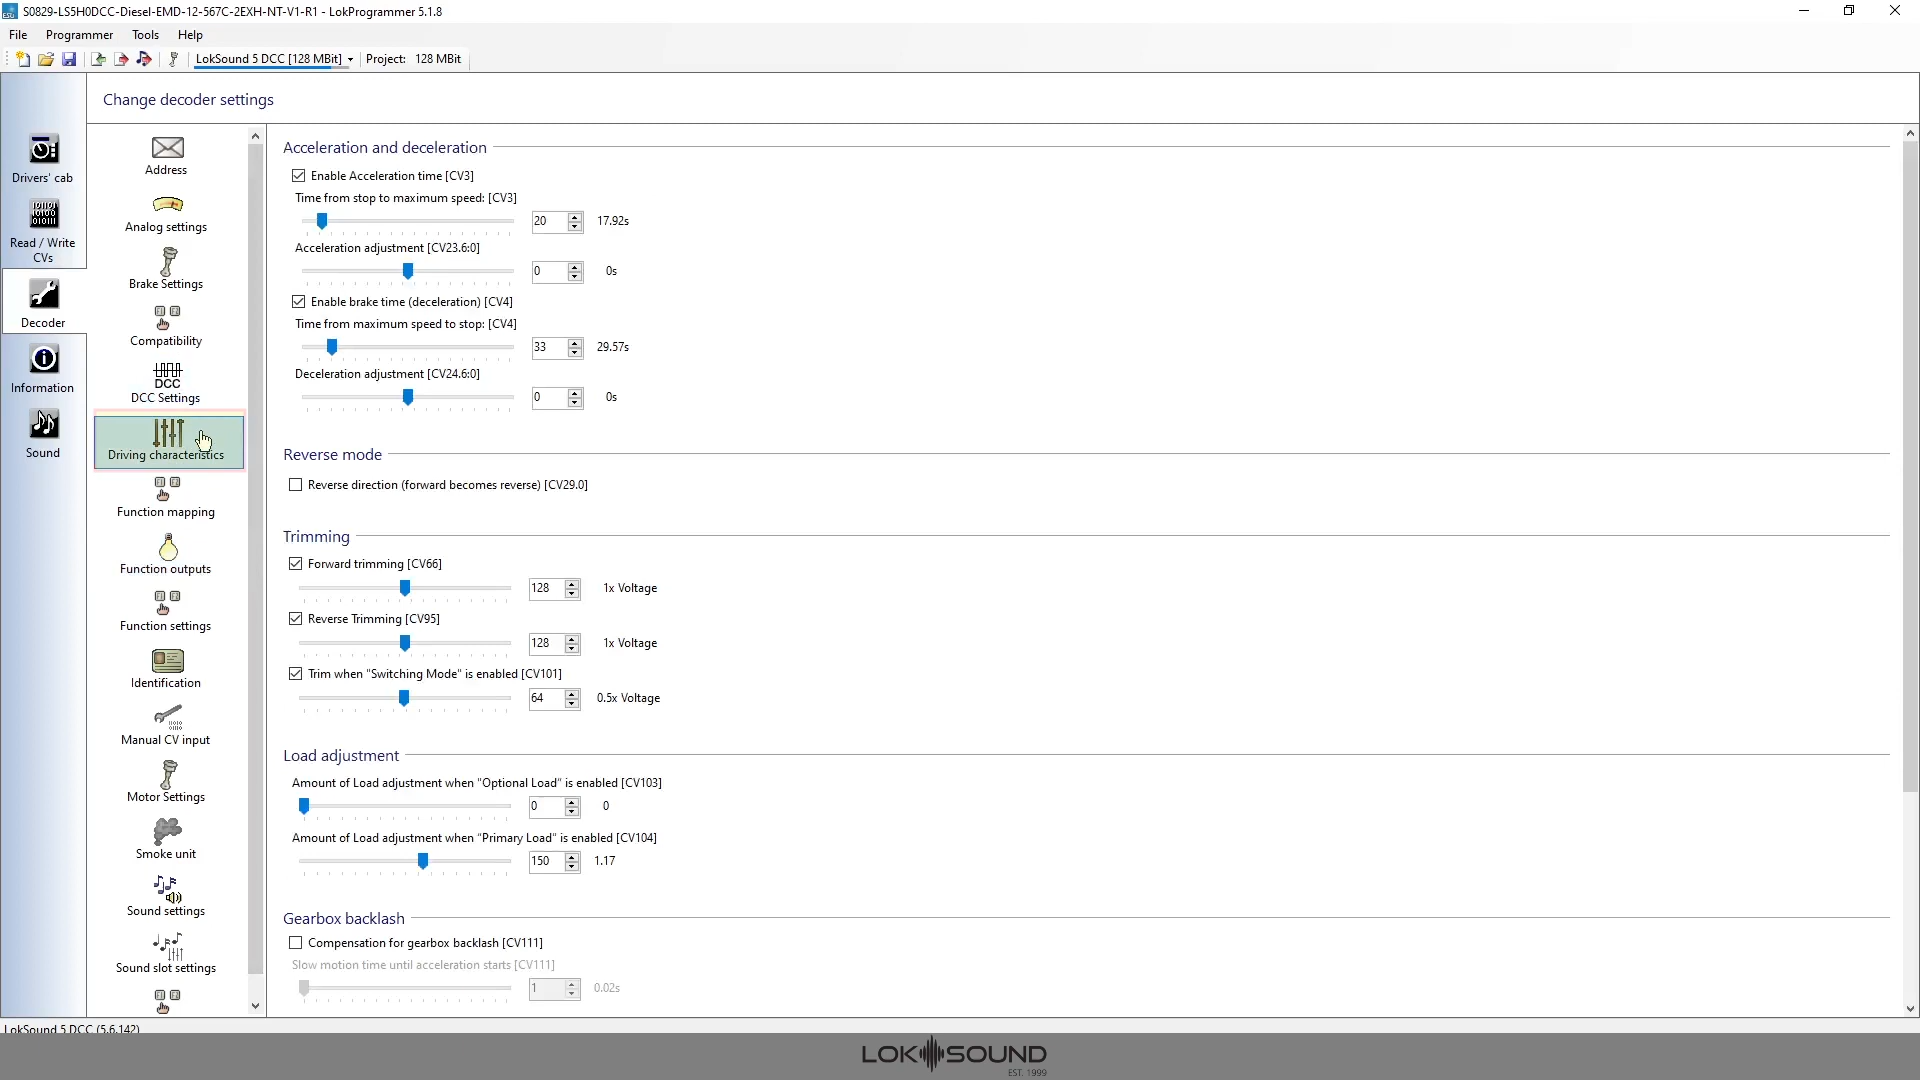 S0829-LS5H0DCC-Diesel-EMD-12-567C-2EXH-NT-V1-R1 - LokProgrammer 5.1.8
File Programmer Tools Help
LokSound 5 DCC [128 MBit] Project: 128 MBit
Change decoder settings
Drivers' cab
Read / Write
CVs
Decoder
Information
Sound
Address
Analog settings
Brake Settings
Compatibility
DCC
DCC Settings
Driving characteristics
Function mapping
Function outputs
Function settings
Identification
Manual CV input
Motor Settings
Smoke unit
Sound settings
Sound slot settings
Acceleration and deceleration
Enable Acceleration time [CV3]
Time from stop to maximum speed: [CV3]
20 17.92s
Acceleration adjustment [CV23.6:0]
0 0s
Enable brake time (deceleration) [CV4]
Time from maximum speed to stop: [CV4]
33 29.57s
Deceleration adjustment [CV24.6:0]
0 0s
Reverse mode
Reverse direction (forward becomes reverse) [CV29.0]
Trimming
Forward trimming [CV66]
128 1x Voltage
Reverse Trimming [CV95]
128 1x Voltage
Trim when "Switching Mode" is enabled [CV101]
64 0.5x Voltage
Load adjustment
Amount of Load adjustment when "Optional Load" is enabled [CV103]
0 0
Amount of Load adjustment when "Primary Load" is enabled [CV104]
150 1.17
Gearbox backlash
Compensation for gearbox backlash [CV111]
Slow motion time until acceleration starts [CV111]
1 0.02s
LokSound 5 DCC (5.6.142)
LOKSOUND
EST. 1999